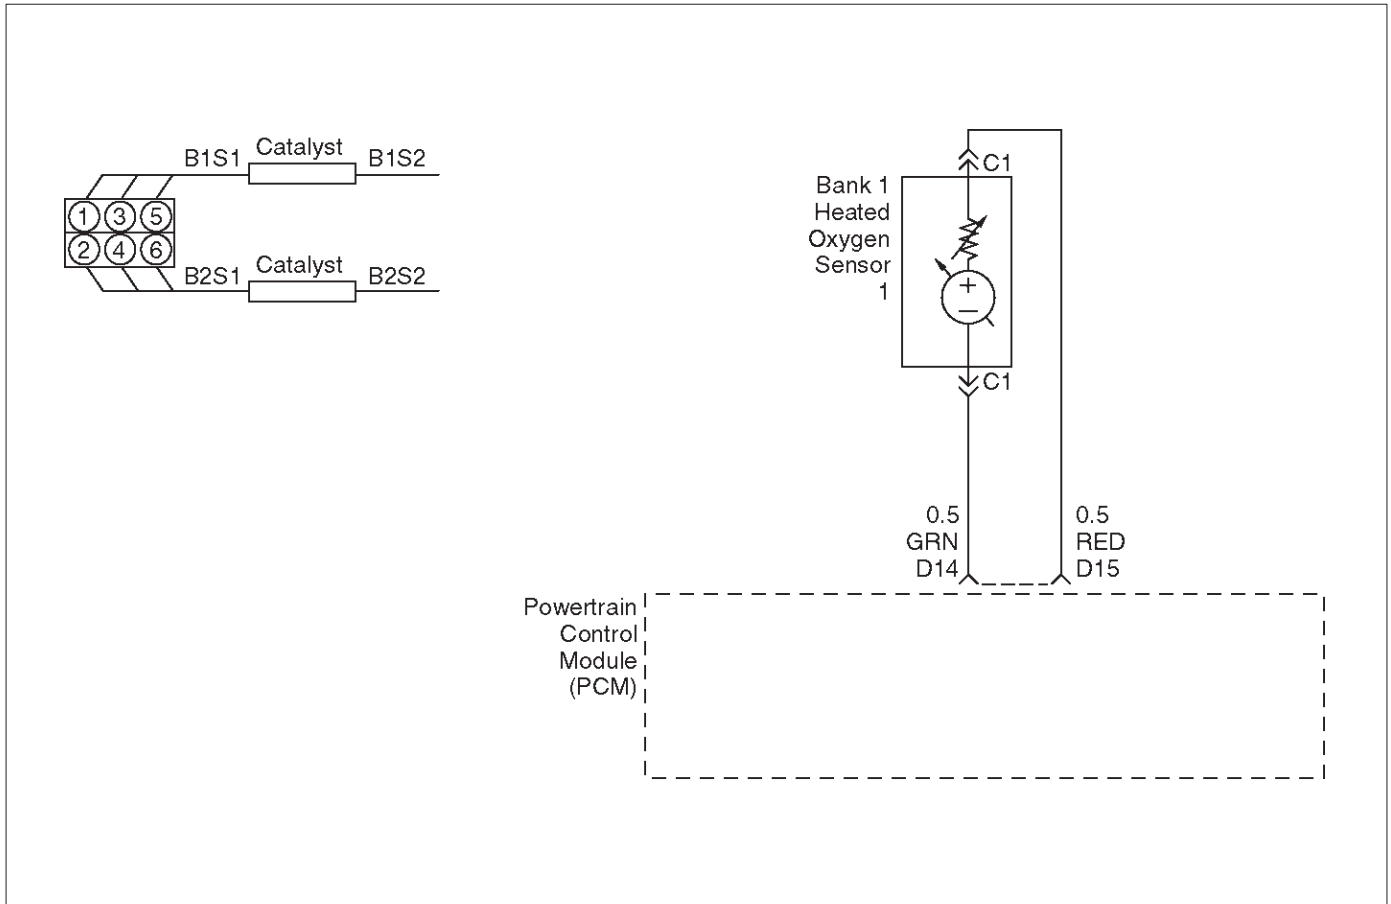 B1S1
Catalyst
B1S2
1 3 5
2 4 6
B2S1
Catalyst
B2S2
C1
Bank 1
Heated
Oxygen
Sensor
1
+
−
C1
0.5
GRN
D14
0.5
RED
D15
Powertrain
Control
Module
(PCM)